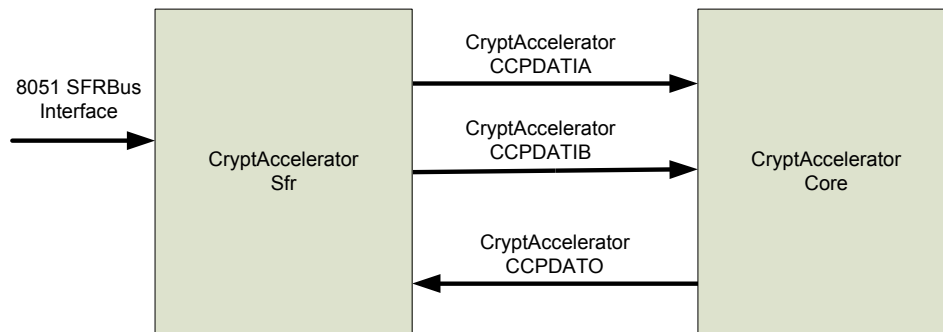 8051 SFRBus
Interface
CryptAccelerator
Sfr
CryptAccelerator
CCPDATIA
CryptAccelerator
CCPDATIB
CryptAccelerator
CCPDATO
CryptAccelerator
Core